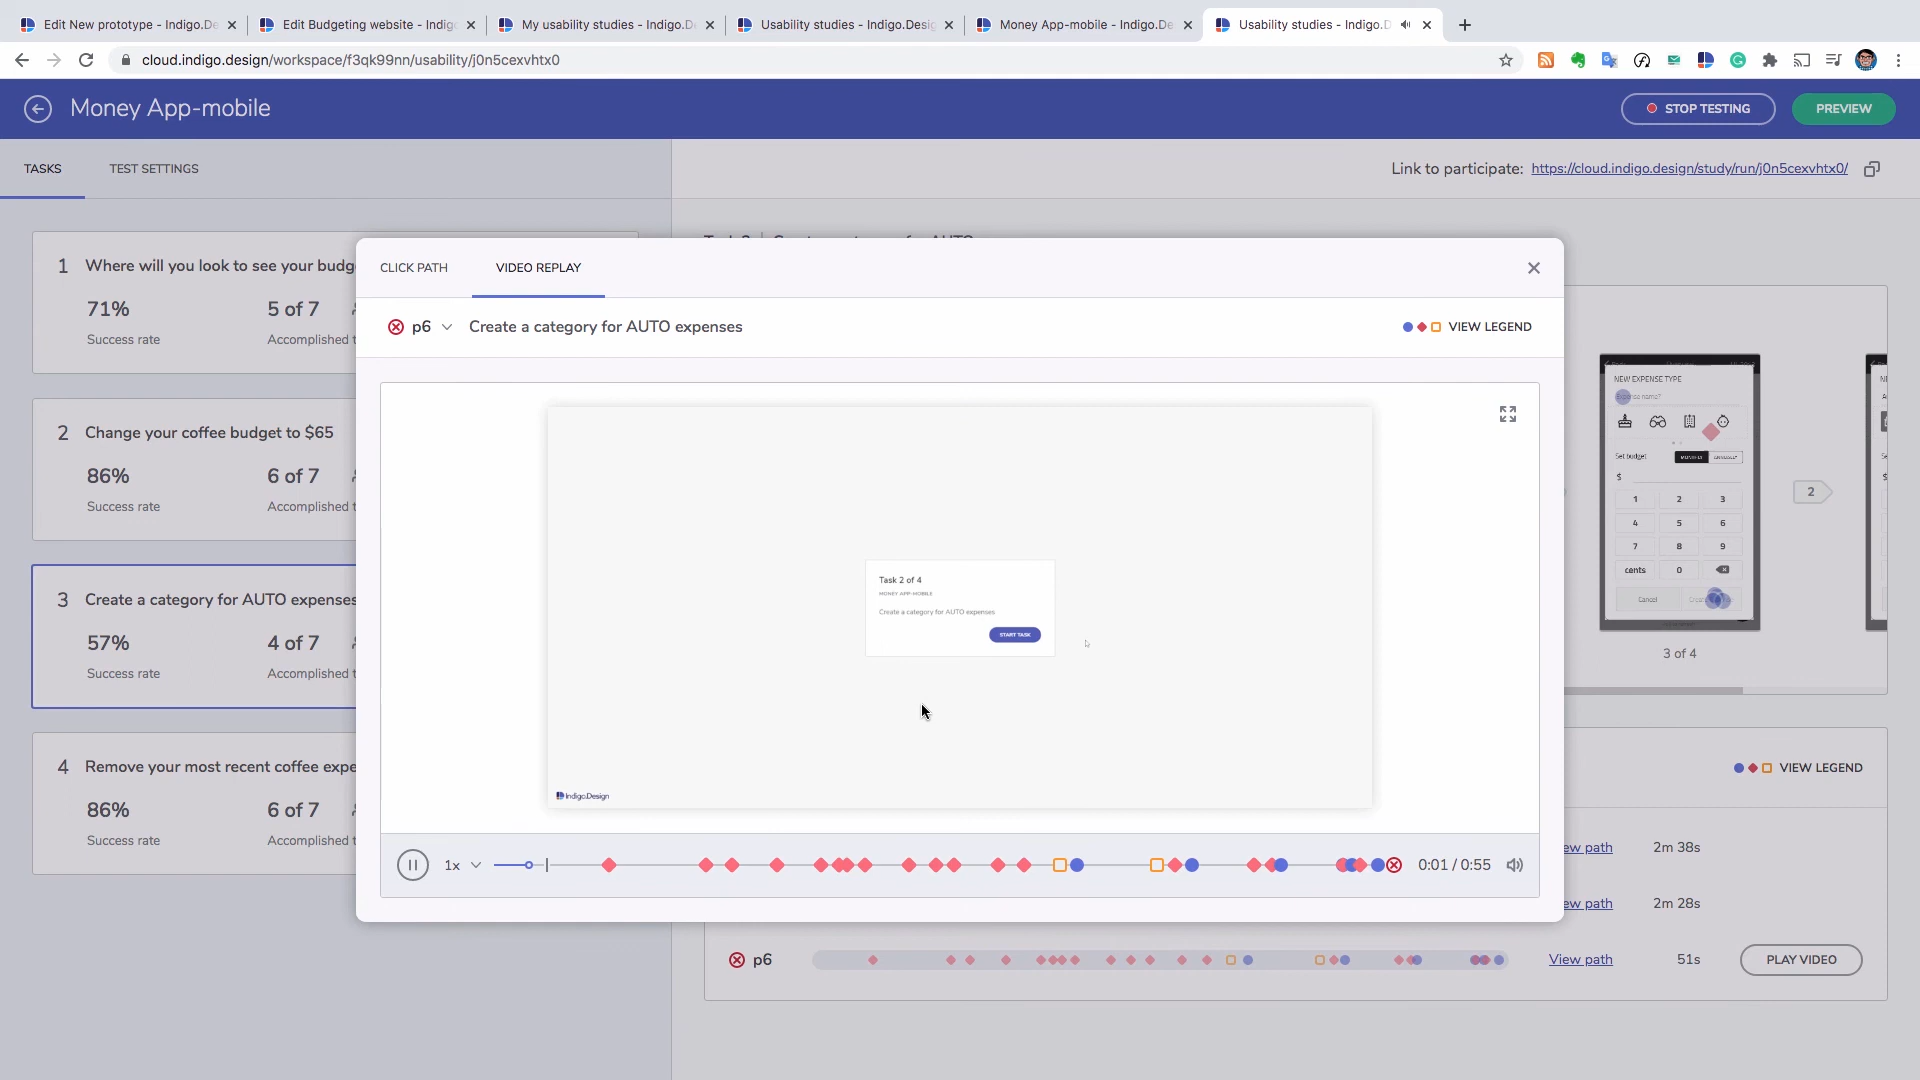 Edit New prototype - Indigo.De
Edit Budgeting website - Indig
My usability studies - Indigo.D
Usability studies - Indigo.Desig
Money App-mobile - Indigo.De
Usability studies - Indigo.D
cloud.indigo.design/workspace/f3qk99nn/usability/j0n5cexvhtx0
Money App-mobile
STOP TESTING
PREVIEW
TASKS
TEST SETTINGS
Link to participate: https://cloud.indigo.design/study/run/j0n5cexvhtx0/
1 Where will you look to see your budg
71%
5 of 7
Success rate
Accomplished t
2 Change your coffee budget to $65
86%
6 of 7
Success rate
Accomplished t
3 Create a category for AUTO expenses
57%
4 of 7
Success rate
Accomplished t
4 Remove your most recent coffee expe
86%
6 of 7
Success rate
Accomplished t
CLICK PATH
VIDEO REPLAY
p6
Create a category for AUTO expenses
VIEW LEGEND
Task 2 of 4
MONEY APP-MOBILE
Create a category for AUTO expenses
START TASK
Indigo.Design
1x
0:01 / 0:55
NEW EXPENSE TYPE
Set budget
MONTHLY
ANNUALLY
$
1 2 3
4 5 6
7 8 9
cents 0
Cancel
3 of 4
2
VIEW LEGEND
ew path
2m 38s
ew path
2m 28s
p6
View path
51s
PLAY VIDEO